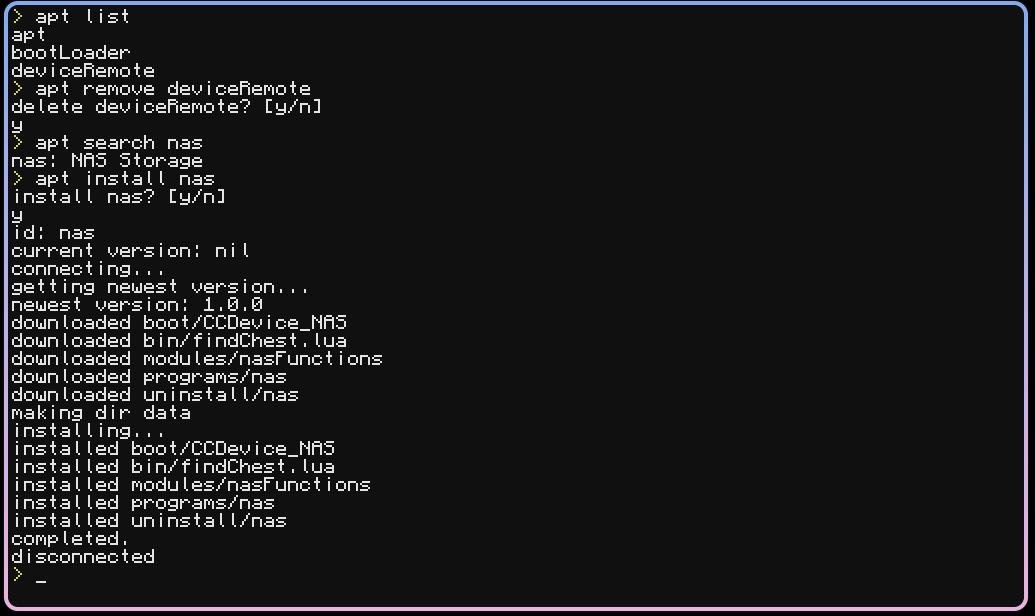 > apt list
apt
bootLoader
deviceRemote
> apt remove deviceRemote
delete deviceRemote? [y/n]
y
> apt search nas
nas: NAS Storage
> apt install nas
install nas? [y/n]
y
id: nas
current version: nil
connecting...
getting newest version...
newest version: 1.0.0
downloaded boot/CCDevice_NAS
downloaded bin/findChest.lua
downloaded modules/nasFunctions
downloaded programs/nas
downloaded uninstall/nas
making dir data
installing...
installed boot/CCDevice_NAS
installed bin/findChest.lua
installed modules/nasFunctions
installed programs/nas
installed uninstall/nas
completed.
disconnected
> _